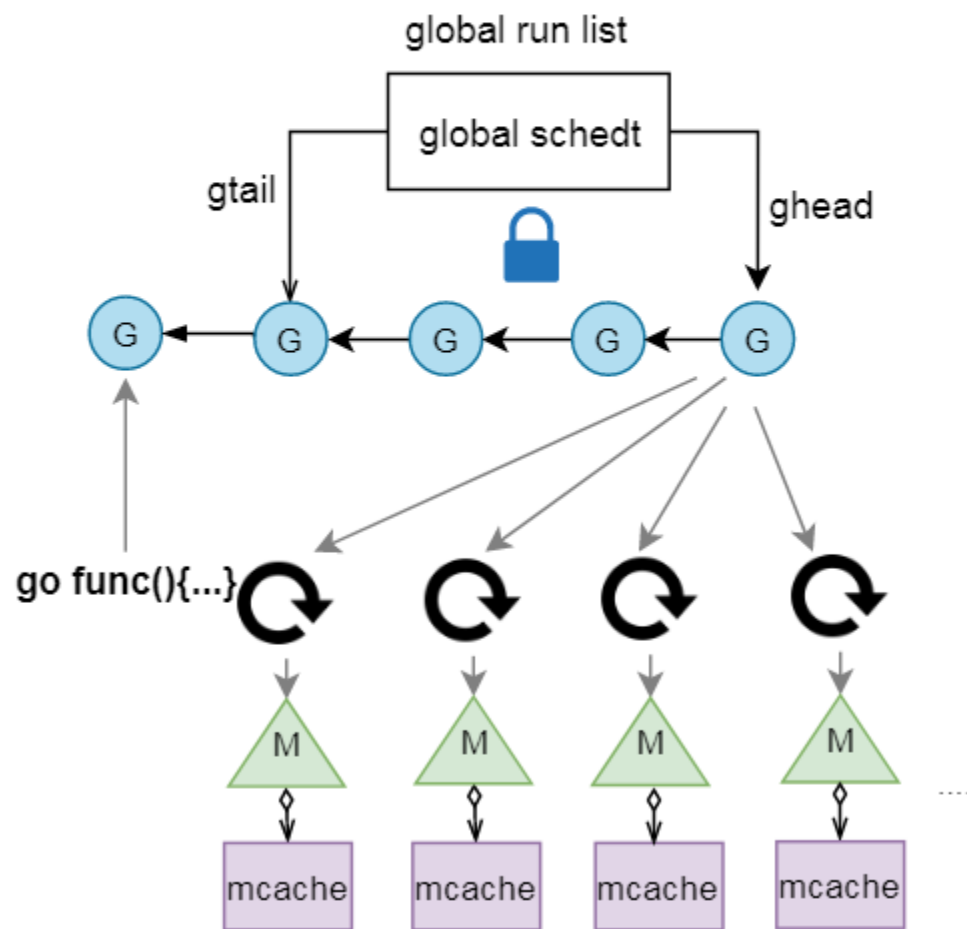 global run list
global schedt
gtail
ghead
G
G
G
G
G
go func(){...}
M
M
M
M
mcache
mcache
mcache
mcache